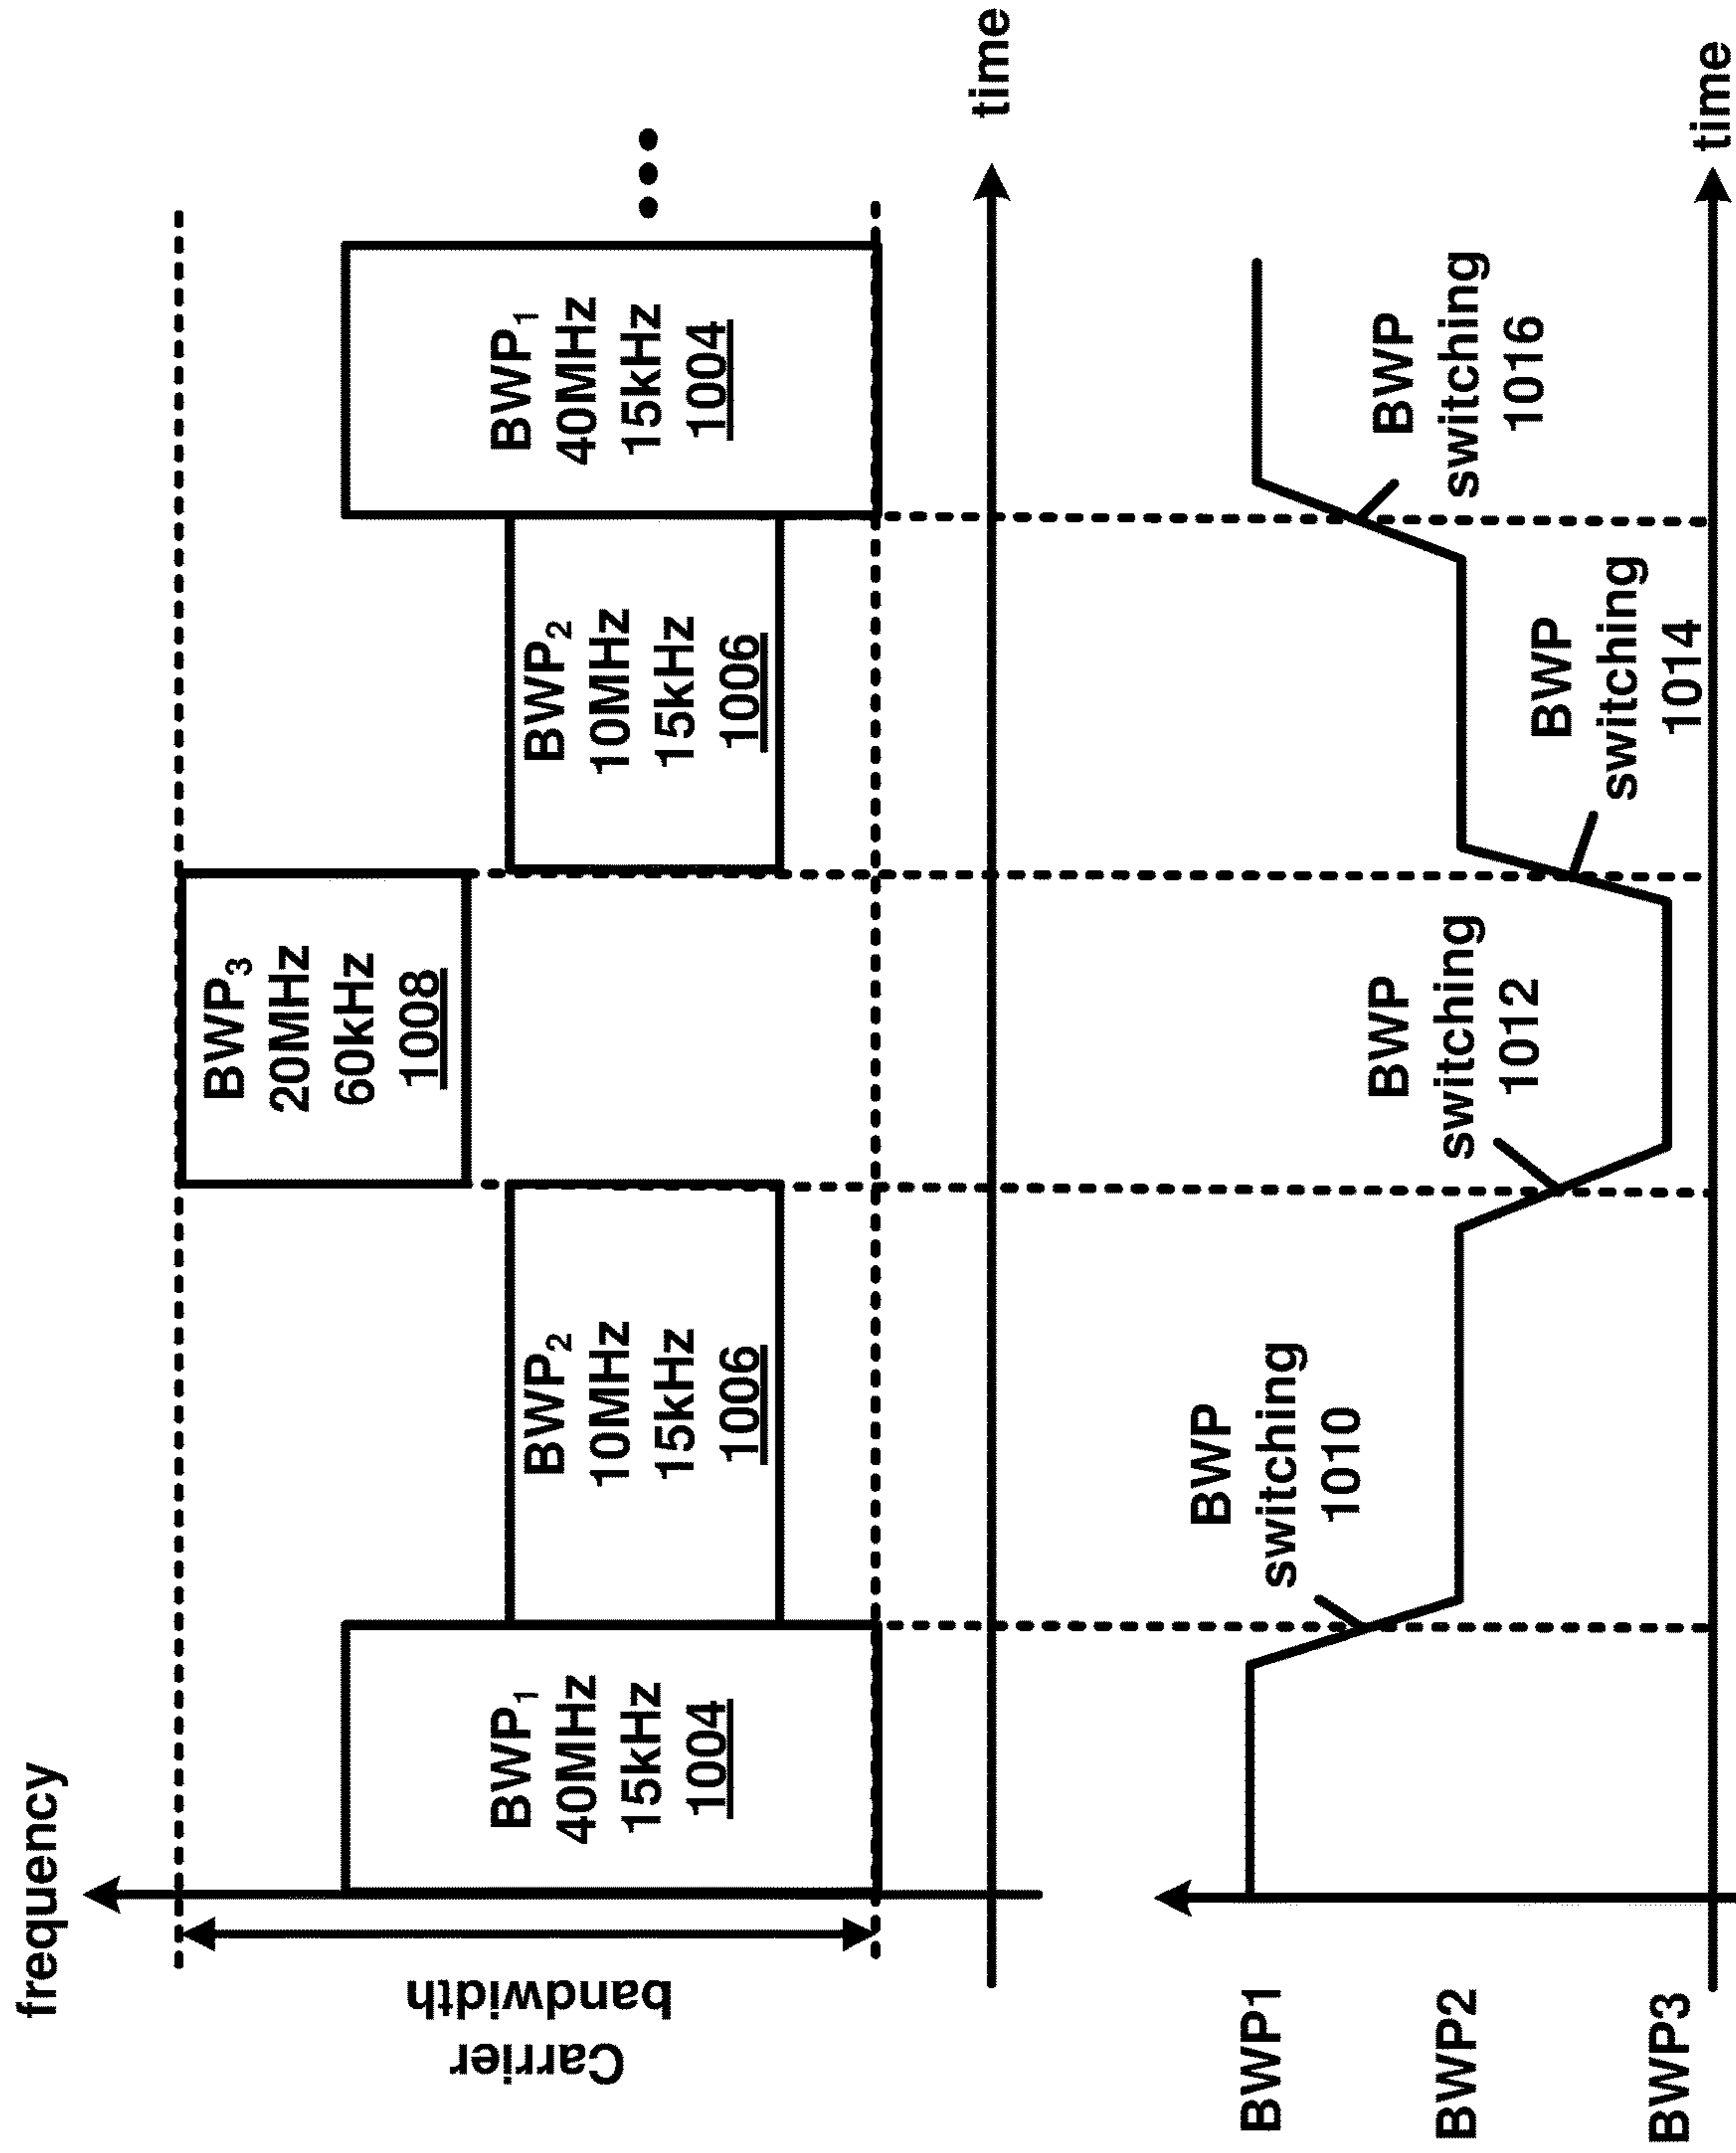 frequency
Carrier
bandwidth
BWP1
40MHz
15kHz
1004
BWP2
10MHz
15kHz
1006
BWP3
20MHz
60kHz
1008
BWP2
10MHz
15kHz
1006
BWP1
40MHz
15kHz
1004
time
BWP1
BWP2
BWP3
BWP
switching
1010
BWP
switching
1012
BWP
switching
1014
BWP
switching
1016
time